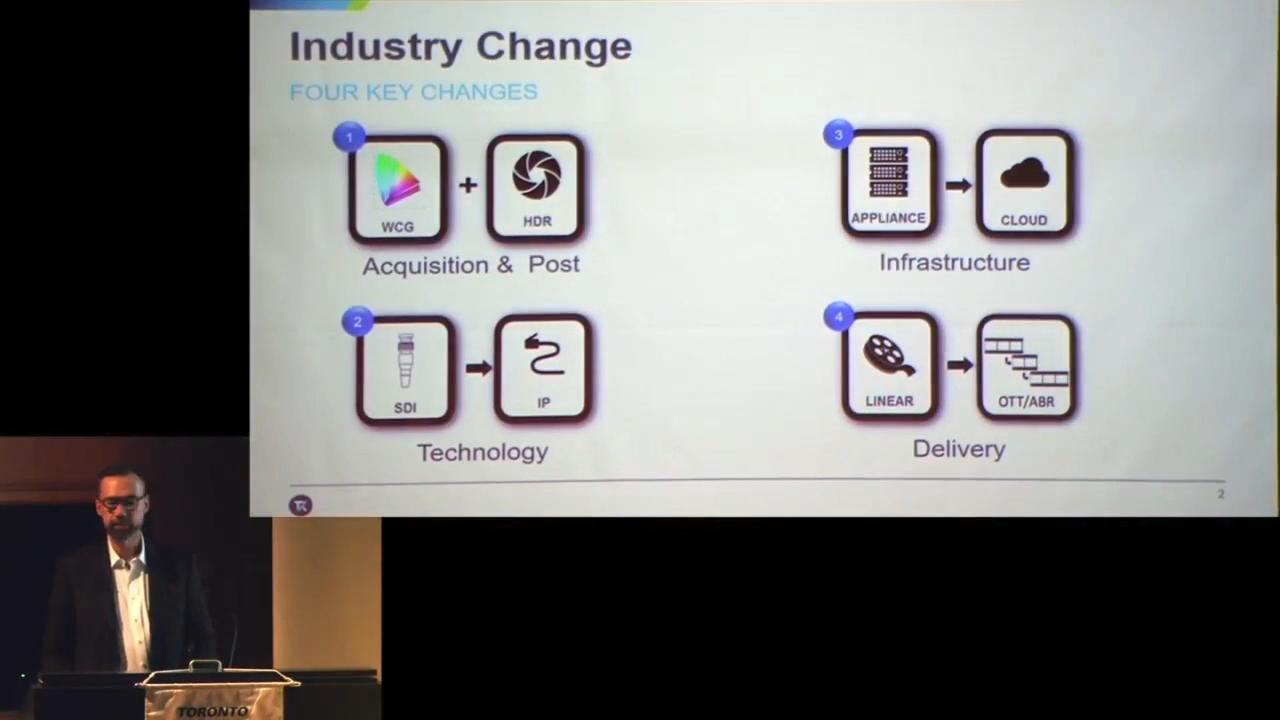 Industry Change
FOUR KEY CHANGES
1
WCG
+
HDR
Acquisition & Post
2
SDI
IP
Technology
3
APPLIANCE
CLOUD
Infrastructure
4
LINEAR
OTT/ABR
Delivery
2
TORONTO